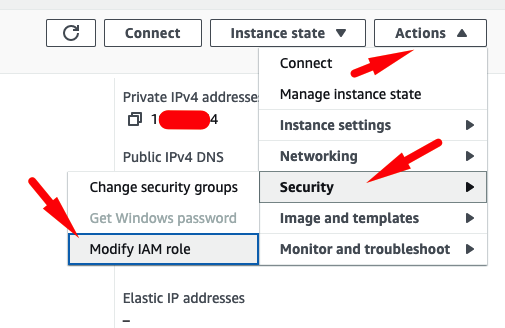 Connect
Instance state
Actions
Private IPv4 addresses
1 4
Public IPv4 DNS
Connect
Manage instance state
Instance settings
Networking
Security
Image and templates
Monitor and troubleshoot
Change security groups
Get Windows password
Modify IAM role
Elastic IP addresses
–